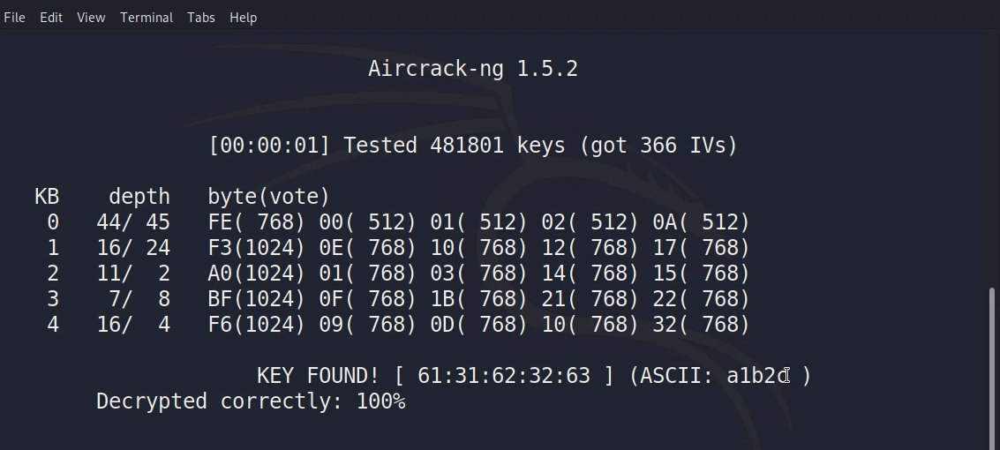 File Edit View Terminal Tabs Help
Aircrack-ng 1.5.2
[00:00:01] Tested 481801 keys (got 366 IVs)
KB depth byte(vote)
0 44/ 45 FE( 768) 00( 512) 01( 512) 02( 512) 0A( 512)
1 16/ 24 F3(1024) 0E( 768) 10( 768) 12( 768) 17( 768)
2 11/ 2 A0(1024) 01( 768) 03( 768) 14( 768) 15( 768)
3 7/ 8 BF(1024) 0F( 768) 1B( 768) 21( 768) 22( 768)
4 16/ 4 F6(1024) 09( 768) 0D( 768) 10( 768) 32( 768)
KEY FOUND! [ 61:31:62:32:63 ] (ASCII: a1b2c )
Decrypted correctly: 100%